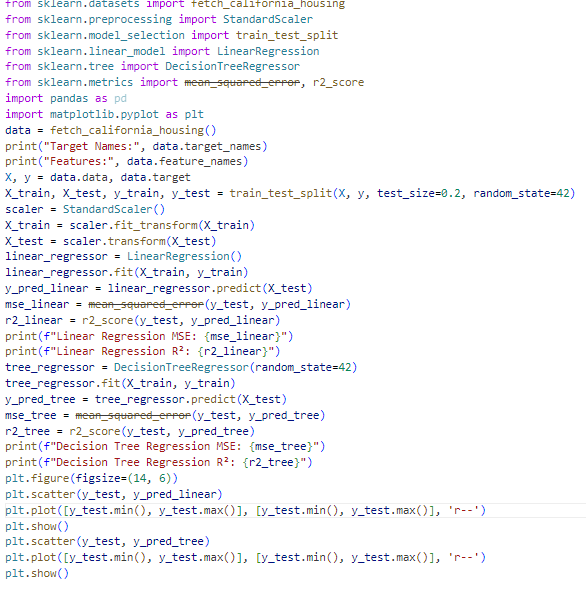 from sklearn.datasets import fetch_california_housing
from sklearn.preprocessing import StandardScaler
from sklearn.model_selection import train_test_split
from sklearn.linear_model import LinearRegression
from sklearn.tree import DecisionTreeRegressor
from sklearn.metrics import mean_squared_error, r2_score
import pandas as pd
import matplotlib.pyplot as plt
data = fetch_california_housing()
print("Target Names:", data.target_names)
print("Features:", data.feature_names)
X, y = data.data, data.target
X_train, X_test, y_train, y_test = train_test_split(X, y, test_size=0.2, random_state=42)
scaler = StandardScaler()
X_train = scaler.fit_transform(X_train)
X_test = scaler.transform(X_test)
linear_regressor = LinearRegression()
linear_regressor.fit(X_train, y_train)
y_pred_linear = linear_regressor.predict(X_test)
mse_linear = mean_squared_error(y_test, y_pred_linear)
r2_linear = r2_score(y_test, y_pred_linear)
print(f"Linear Regression MSE: {mse_linear}")
print(f"Linear Regression R²: {r2_linear}")
tree_regressor = DecisionTreeRegressor(random_state=42)
tree_regressor.fit(X_train, y_train)
y_pred_tree = tree_regressor.predict(X_test)
mse_tree = mean_squared_error(y_test, y_pred_tree)
r2_tree = r2_score(y_test, y_pred_tree)
print(f"Decision Tree Regression MSE: {mse_tree}")
print(f"Decision Tree Regression R²: {r2_tree}")
plt.figure(figsize=(14, 6))
plt.scatter(y_test, y_pred_linear)
plt.plot([y_test.min(), y_test.max()], [y_test.min(), y_test.max()], 'r--')
plt.show()
plt.scatter(y_test, y_pred_tree)
plt.plot([y_test.min(), y_test.max()], [y_test.min(), y_test.max()], 'r--')
plt.show()